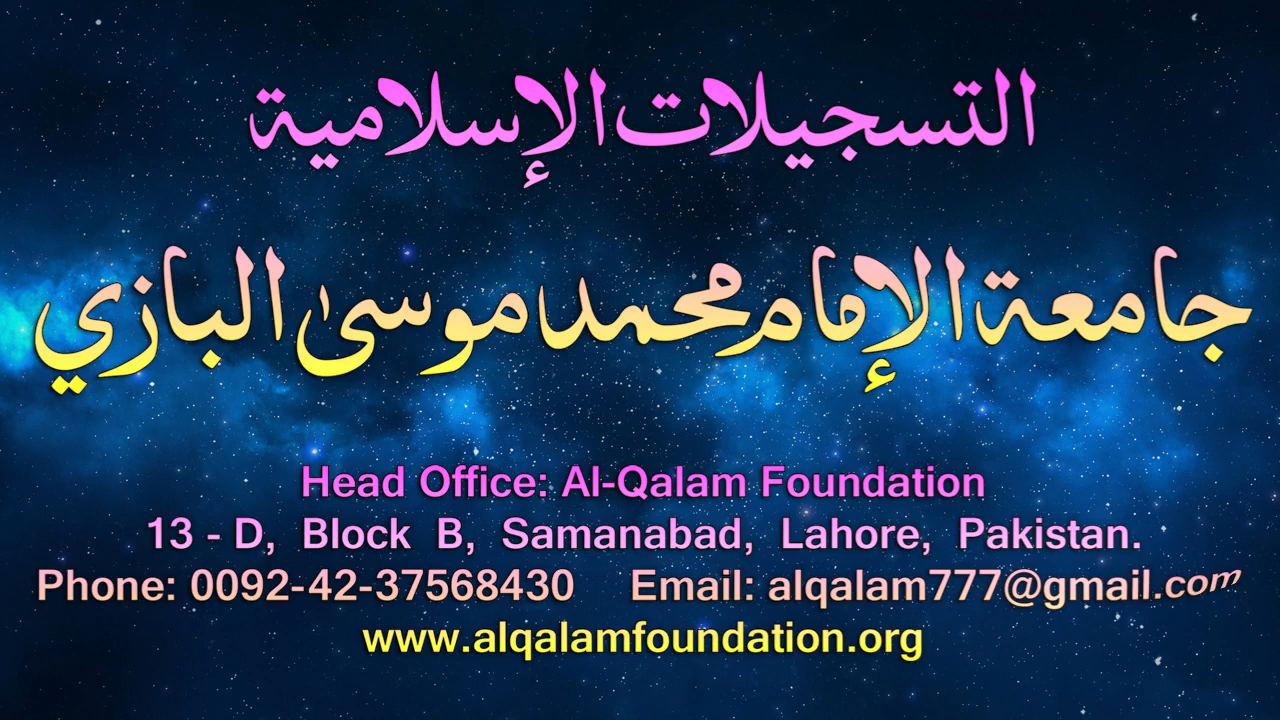 التسجيلات الإسلامية
جامعة الإمام محمد موسىٰ البازي
Head Office: Al-Qalam Foundation
13 - D, Block B, Samanabad, Lahore, Pakistan.
Phone: 0092-42-37568430 Email: alqalam777@gmail.com
www.alqalamfoundation.org